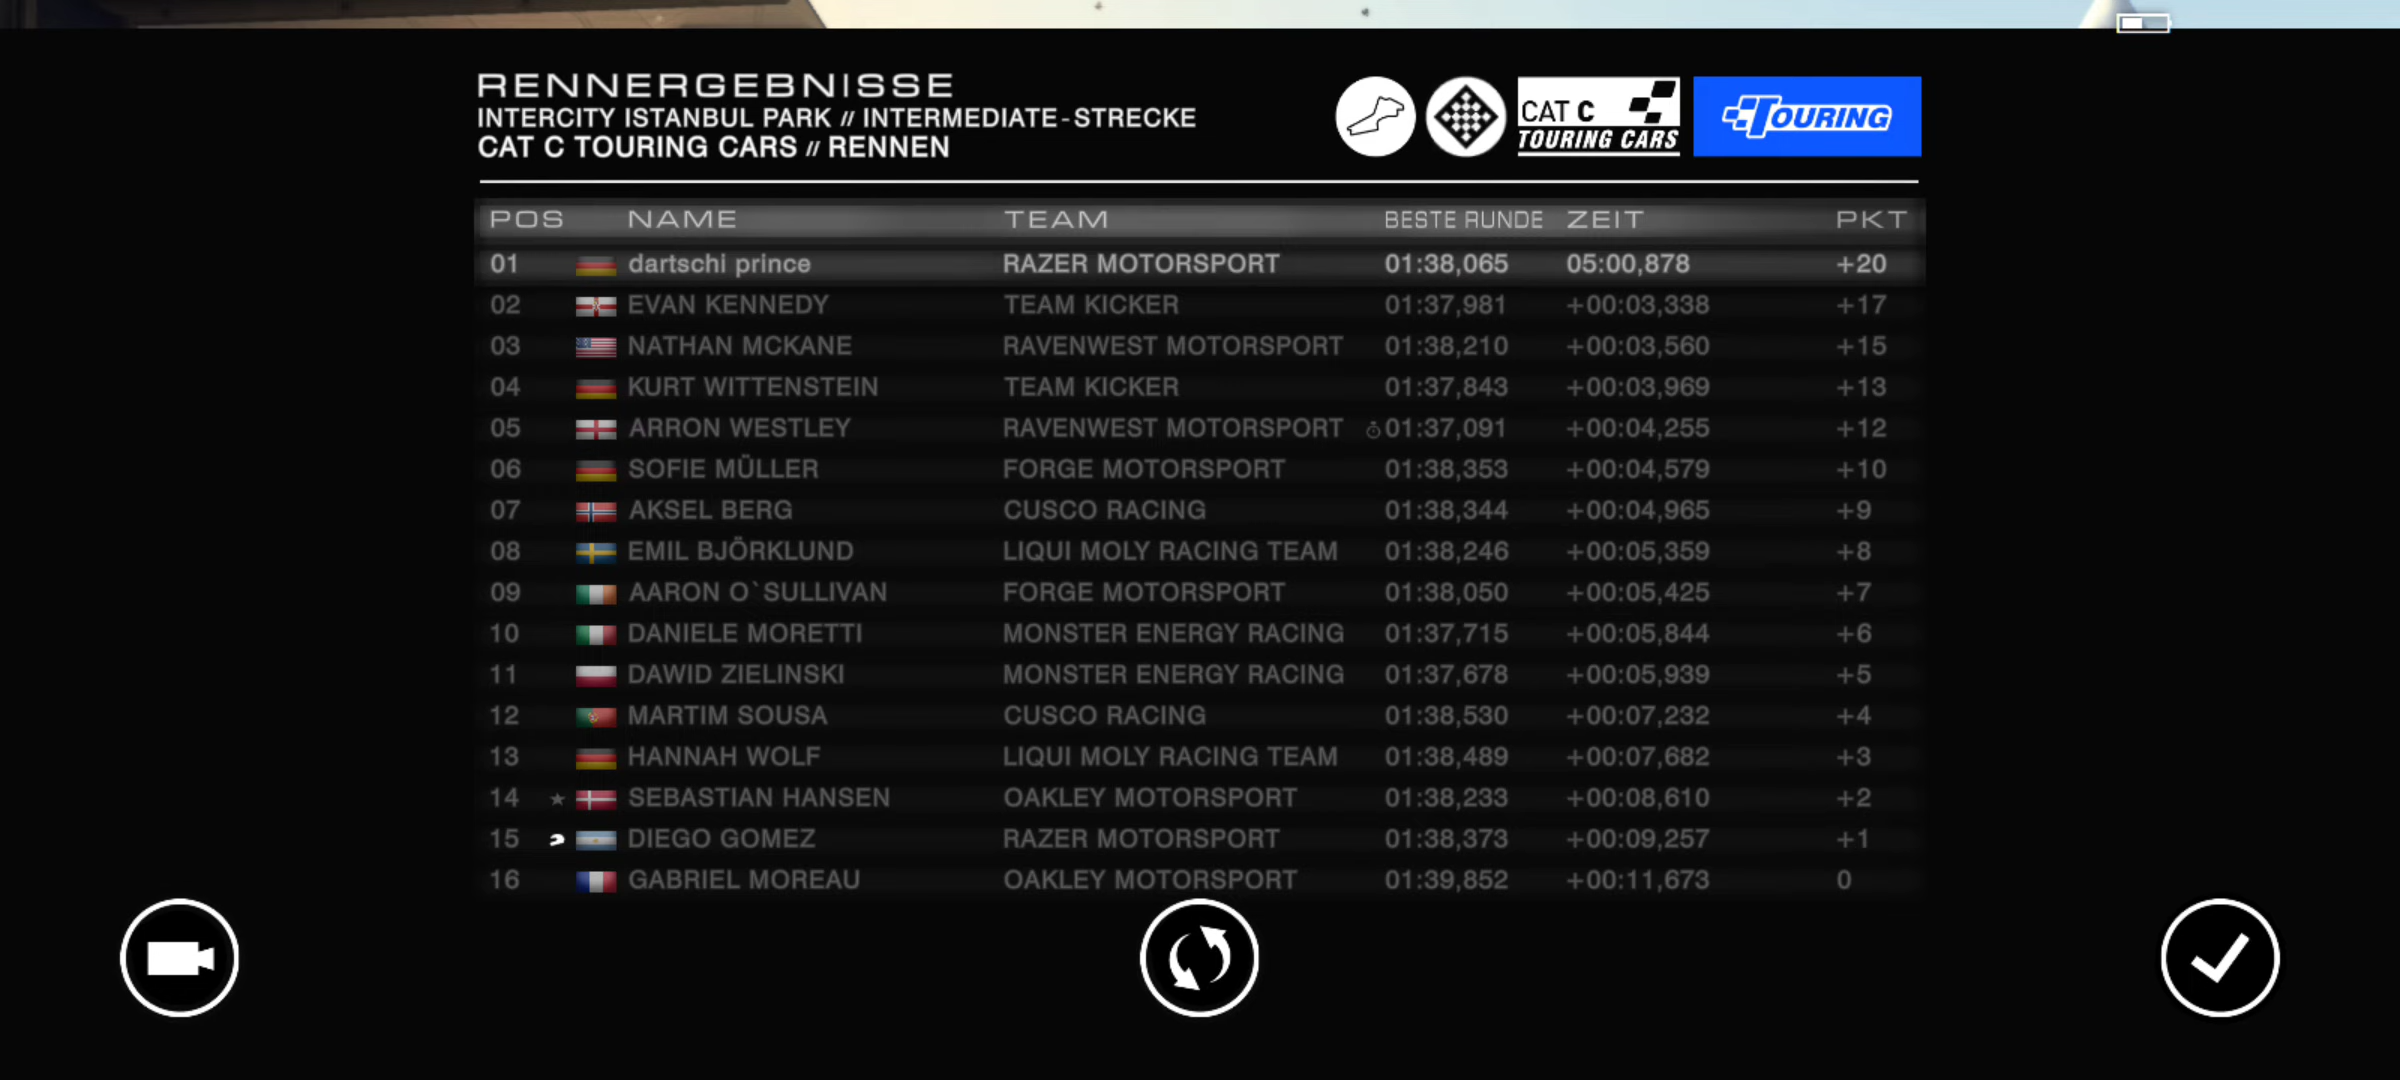 RENNERGEBNISSE
INTERCITY ISTANBUL PARK // INTERMEDIATE-STRECKE
CAT C TOURING CARS // RENNEN
CAT C
TOURING CARS
TOURING
POS NAME TEAM BESTE RUNDE ZEIT PKT
01 dartschi prince RAZER MOTORSPORT 01:38,065 05:00,878 +20
02 EVAN KENNEDY TEAM KICKER 01:37,981 +00:03,338 +17
03 NATHAN MCKANE RAVENWEST MOTORSPORT 01:38,210 +00:03,560 +15
04 KURT WITTENSTEIN TEAM KICKER 01:37,843 +00:03,969 +13
05 ARRON WESTLEY RAVENWEST MOTORSPORT 01:37,091 +00:04,255 +12
06 SOFIE MÜLLER FORGE MOTORSPORT 01:38,353 +00:04,579 +10
07 AKSEL BERG CUSCO RACING 01:38,344 +00:04,965 +9
08 EMIL BJÖRKLUND LIQUI MOLY RACING TEAM 01:38,246 +00:05,359 +8
09 AARON O`SULLIVAN FORGE MOTORSPORT 01:38,050 +00:05,425 +7
10 DANIELE MORETTI MONSTER ENERGY RACING 01:37,715 +00:05,844 +6
11 DAWID ZIELINSKI MONSTER ENERGY RACING 01:37,678 +00:05,939 +5
12 MARTIM SOUSA CUSCO RACING 01:38,530 +00:07,232 +4
13 HANNAH WOLF LIQUI MOLY RACING TEAM 01:38,489 +00:07,682 +3
14 SEBASTIAN HANSEN OAKLEY MOTORSPORT 01:38,233 +00:08,610 +2
15 DIEGO GOMEZ RAZER MOTORSPORT 01:38,373 +00:09,257 +1
16 GABRIEL MOREAU OAKLEY MOTORSPORT 01:39,852 +00:11,673 0